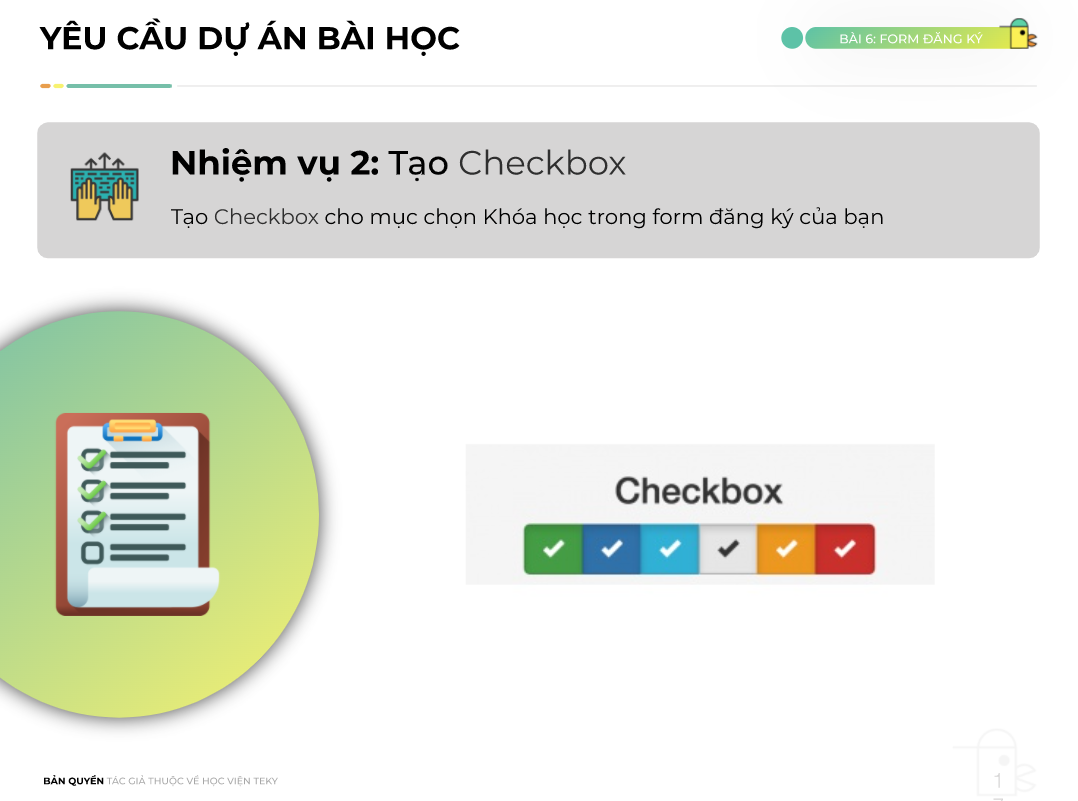 YÊU CẦU DỰ ÁN BÀI HỌC
BÀI 6: FORM ĐĂNG KÝ
Nhiệm vụ 2: Tạo Checkbox
Tạo Checkbox cho mục chọn Khóa học trong form đăng ký của bạn
Checkbox
BẢN QUYỀN TÁC GIẢ THUỘC VỀ HỌC VIỆN TEKY
1